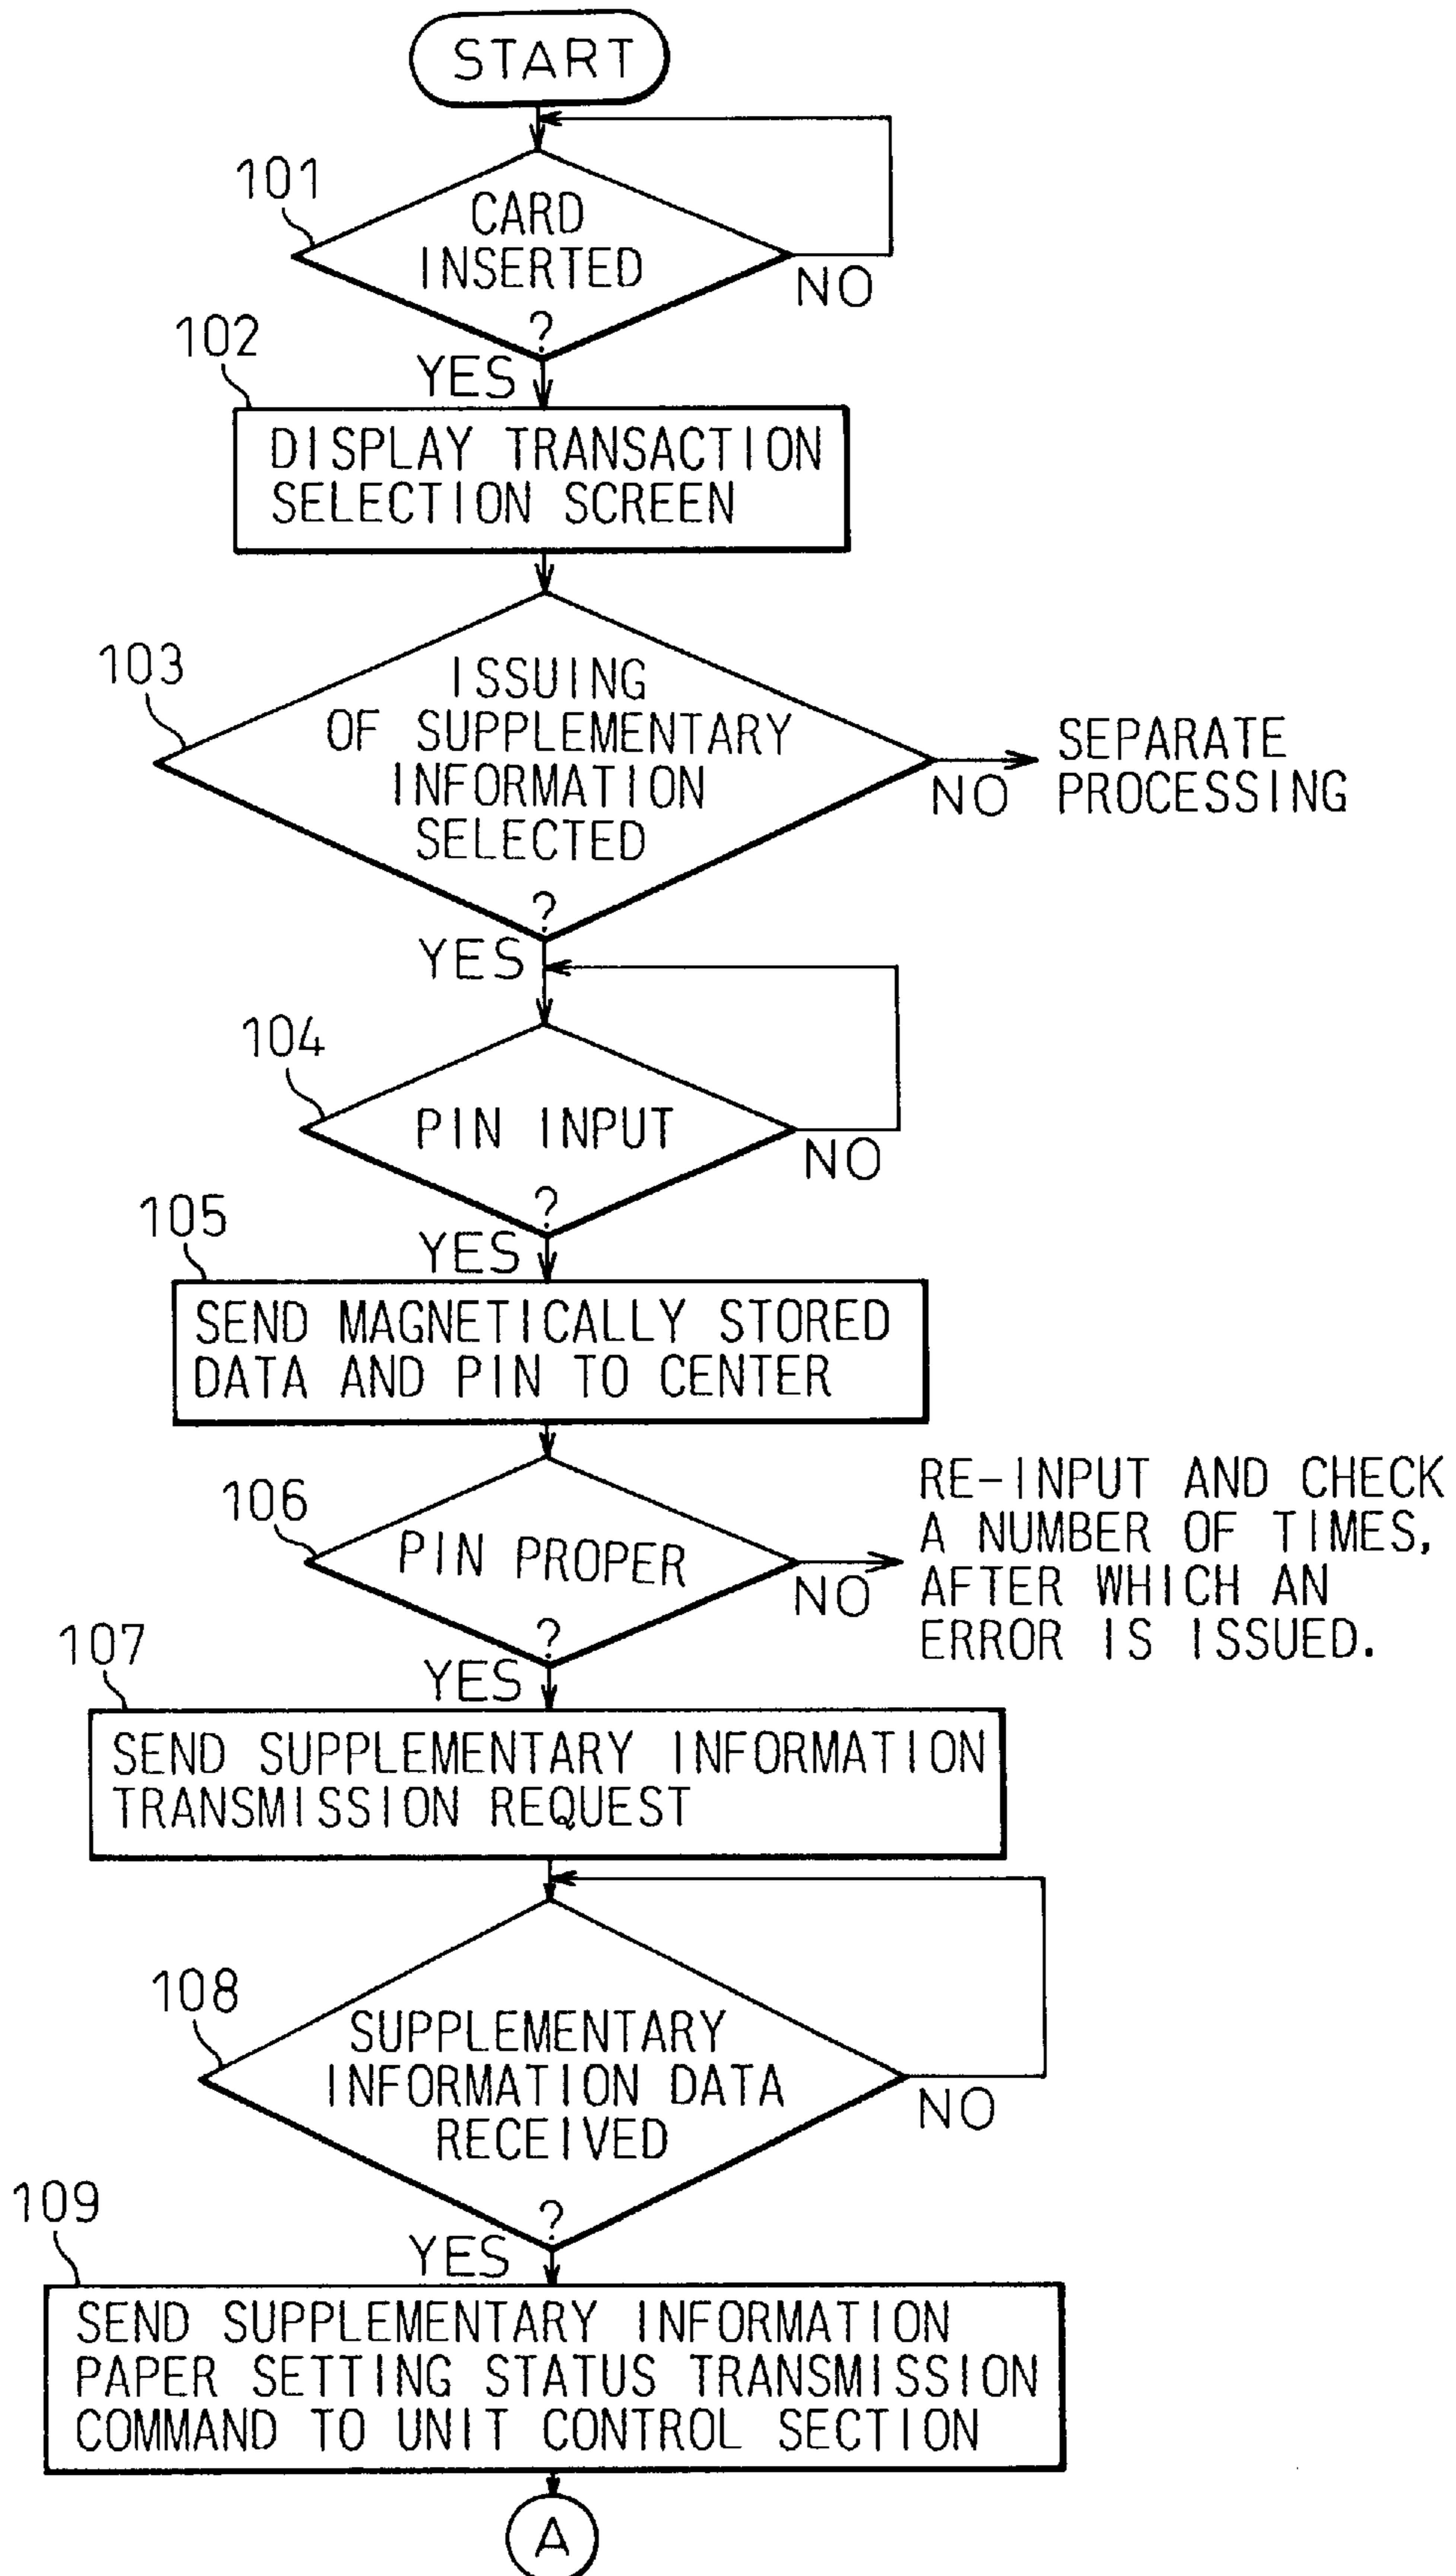 START
101
CARD
INSERTED
?
NO
YES
102
DISPLAY TRANSACTION
SELECTION SCREEN
103
ISSUING
OF SUPPLEMENTARY
INFORMATION
SELECTED
?
NO
SEPARATE
PROCESSING
YES
104
PIN INPUT
?
NO
YES
105
SEND MAGNETICALLY STORED
DATA AND PIN TO CENTER
106
PIN PROPER
?
NO
RE-INPUT AND CHECK
A NUMBER OF TIMES,
AFTER WHICH AN
ERROR IS ISSUED.
YES
107
SEND SUPPLEMENTARY INFORMATION
TRANSMISSION REQUEST
108
SUPPLEMENTARY
INFORMATION DATA
RECEIVED
?
NO
YES
109
SEND SUPPLEMENTARY INFORMATION
PAPER SETTING STATUS TRANSMISSION
COMMAND TO UNIT CONTROL SECTION
A